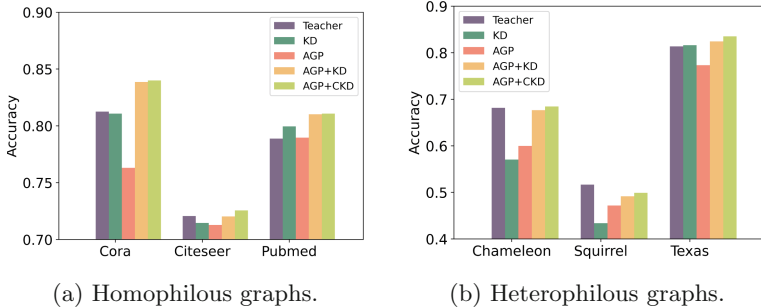 0.90
0.85
0.80
0.75
0.70
Accuracy
Teacher
KD
AGP
AGP+KD
AGP+CKD
Cora Citeseer Pubmed
(a) Homophilous graphs.
0.9
0.8
0.7
0.6
0.5
0.4
Accuracy
Teacher
KD
AGP
AGP+KD
AGP+CKD
Chameleon Squirrel Texas
(b) Heterophilous graphs.